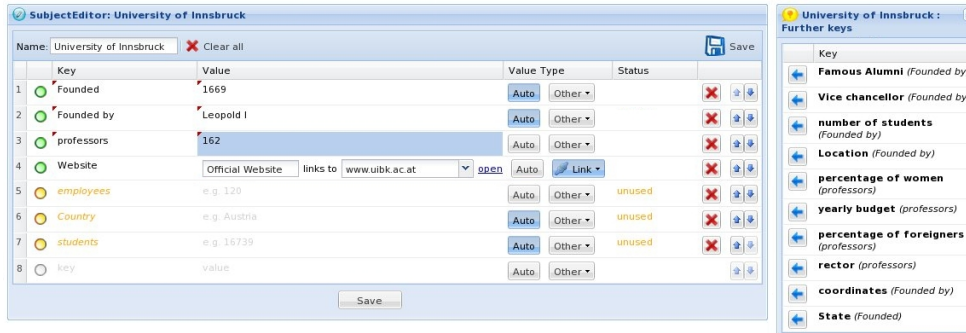 SubjectEditor: University of Innsbruck
Name: University of Innsbruck Clear all Save
Key Value Value Type Status
1 Founded 1669 Auto Other
2 Founded by Leopold I Auto Other
3 professors 162 Auto Other
4 Website Official Website links to www.uibk.ac.at open Auto Link
5 employees e.g. 120 Auto Other unused
6 Country e.g. Austria Auto Other unused
7 students e.g. 16739 Auto Other unused
8 key value Auto Other
Save
University of Innsbruck :
Further keys
Key
Famous Alumni (Founded by
Vice chancellor (Founded by
number of students
(Founded by)
Location (Founded by)
percentage of women
(professors)
yearly budget (professors)
percentage of foreigners
(professors)
rector (professors)
coordinates (Founded by)
State (Founded)